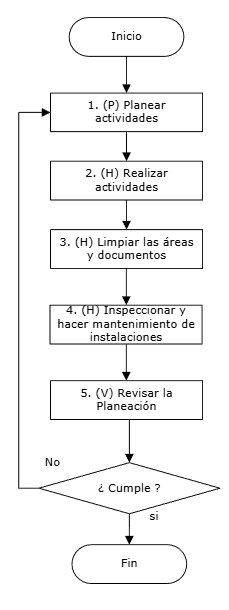 Inicio
1. (P) Planear
actividades
2. (H) Realizar
actividades
3. (H) Limpiar las áreas
y documentos
4. (H) Inspeccionar y
hacer mantenimiento de
instalaciones
5. (V) Revisar la
Planeación
No
¿ Cumple ?
si
Fin